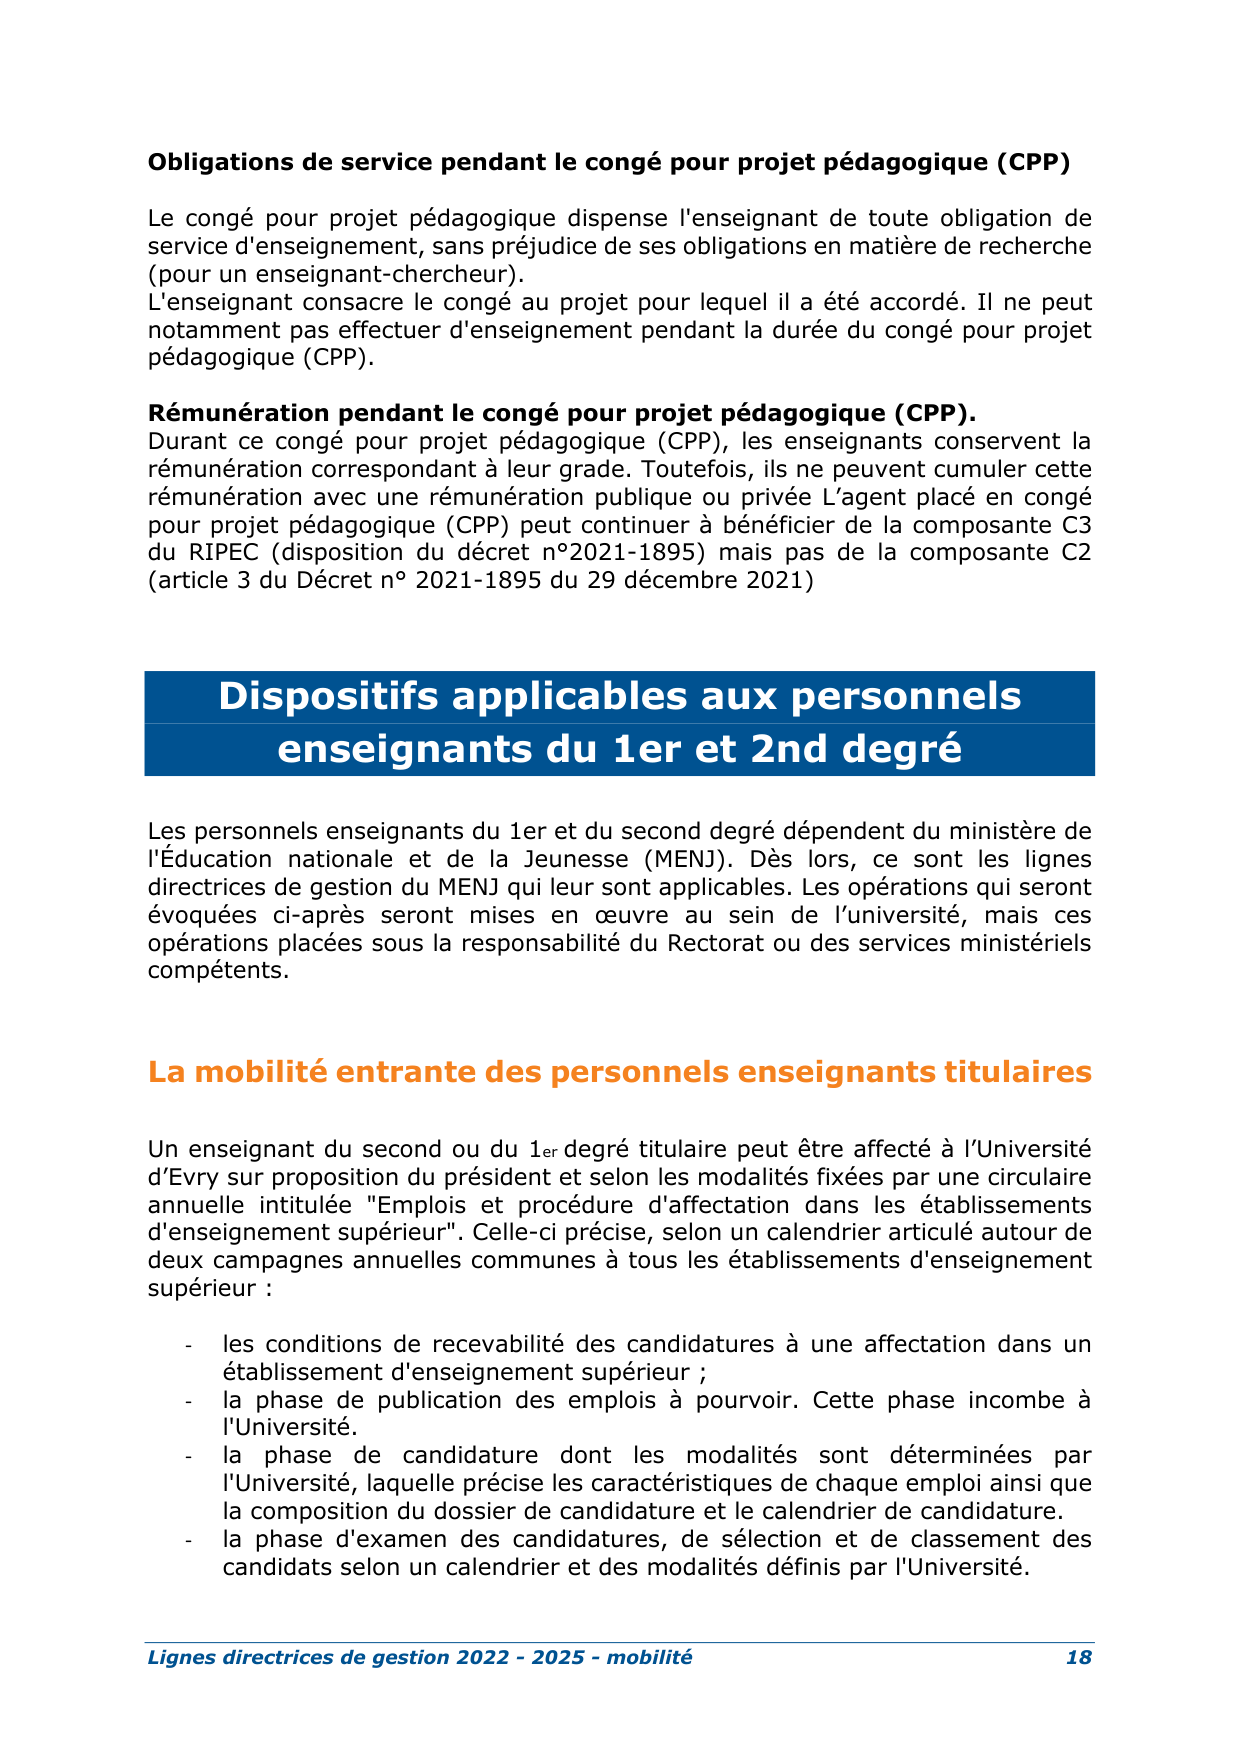 Obligations de service pendant le congé pour projet pédagogique (CPP)
Le congé pour projet pédagogique dispense l'enseignant de toute obligation de
service d'enseignement, sans préjudice de ses obligations en matière de recherche
(pour un enseignant-chercheur).
L'enseignant consacre le congé au projet pour lequel il a été accordé. Il ne peut
notamment pas effectuer d'enseignement pendant la durée du congé pour projet
pédagogique (CPP).
Rémunération pendant le congé pour projet pédagogique (CPP).
Durant ce congé pour projet pédagogique (CPP), les enseignants conservent la
rémunération correspondant à leur grade. Toutefois, ils ne peuvent cumuler cette
rémunération avec une rémunération publique ou privée L’agent placé en congé
pour projet pédagogique (CPP) peut continuer à bénéficier de la composante C3
du RIPEC (disposition du décret n°2021-1895) mais pas de la composante C2
(article 3 du Décret n° 2021-1895 du 29 décembre 2021)
Dispositifs applicables aux personnels
enseignants du 1er et 2nd degré
Les personnels enseignants du 1er et du second degré dépendent du ministère de
l'Éducation nationale et de la Jeunesse (MENJ). Dès lors, ce sont les lignes
directrices de gestion du MENJ qui leur sont applicables. Les opérations qui seront
évoquées ci-après seront mises en œuvre au sein de l’université, mais ces
opérations placées sous la responsabilité du Rectorat ou des services ministériels
compétents.
La mobilité entrante des personnels enseignants titulaires
Un enseignant du second ou du 1er degré titulaire peut être affecté à l’Université
d’Evry sur proposition du président et selon les modalités fixées par une circulaire
annuelle intitulée "Emplois et procédure d'affectation dans les établissements
d'enseignement supérieur". Celle-ci précise, selon un calendrier articulé autour de
deux campagnes annuelles communes à tous les établissements d'enseignement
supérieur :
- les conditions de recevabilité des candidatures à une affectation dans un
établissement d'enseignement supérieur ;
- la phase de publication des emplois à pourvoir. Cette phase incombe à
l'Université.
- la phase de candidature dont les modalités sont déterminées par
l'Université, laquelle précise les caractéristiques de chaque emploi ainsi que
la composition du dossier de candidature et le calendrier de candidature.
- la phase d'examen des candidatures, de sélection et de classement des
candidats selon un calendrier et des modalités définis par l'Université.
Lignes directrices de gestion 2022 - 2025 - mobilité 18